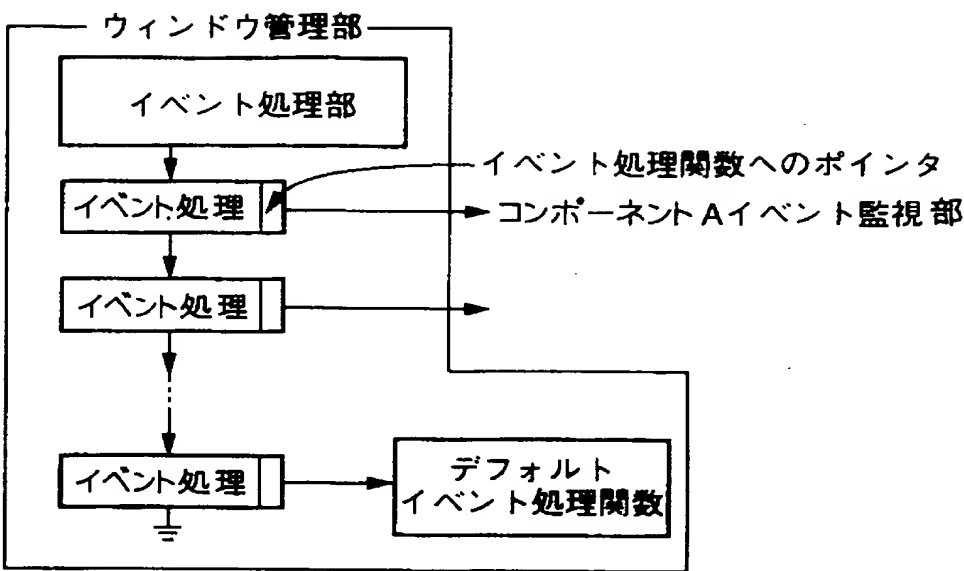 ウィンドウ管理部
イベント処理部
イベント処理関数へのポインタ
イベント処理
コンポーネントAイベント監視部
イベント処理
イベント処理
デフォルト
イベント処理関数